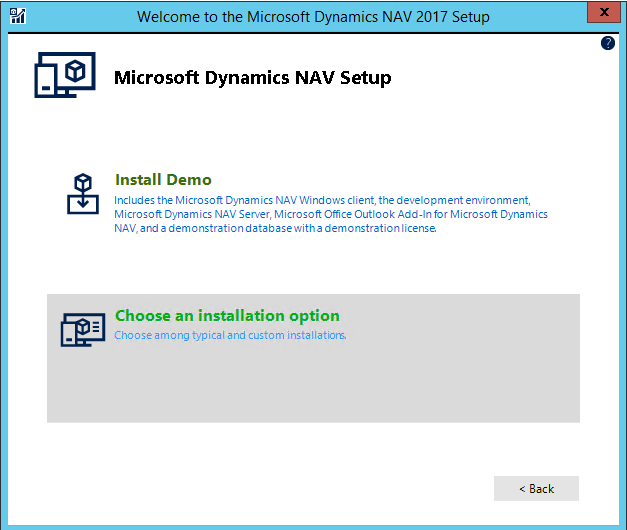 Welcome to the Microsoft Dynamics NAV 2017 Setup
x
?
Microsoft Dynamics NAV Setup
Install Demo
Includes the Microsoft Dynamics NAV Windows client, the development environment,
Microsoft Dynamics NAV Server, Microsoft Office Outlook Add-In for Microsoft Dynamics
NAV, and a demonstration database with a demonstration license.
Choose an installation option
Choose among typical and custom installations.
< Back